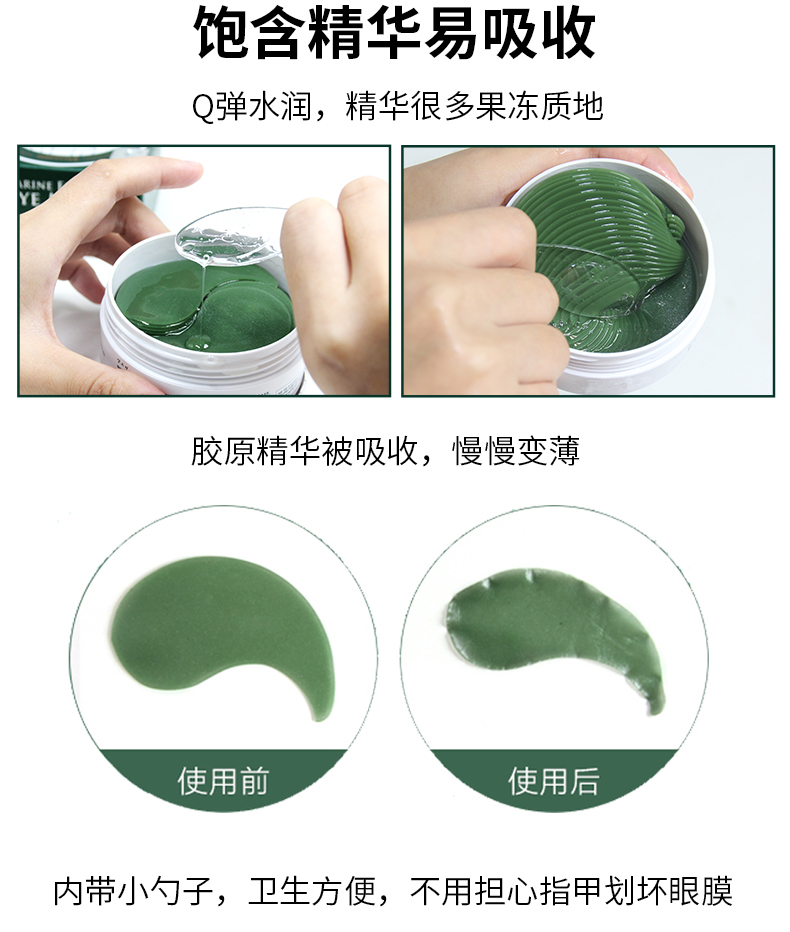 饱含精华易吸收
Q弹水润，精华很多果冻质地
胶原精华被吸收，慢慢变薄
使用前
使用后
内带小勺子，卫生方便，不用担心指甲划坏眼膜